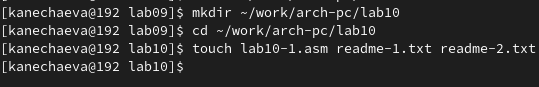 [kanechaeva@192 lab09]$ mkdir ~/work/arch-pc/lab10
[kanechaeva@192 lab09]$ cd ~/work/arch-pc/lab10
[kanechaeva@192 lab10]$ touch lab10-1.asm readme-1.txt readme-2.txt
[kanechaeva@192 lab10]$